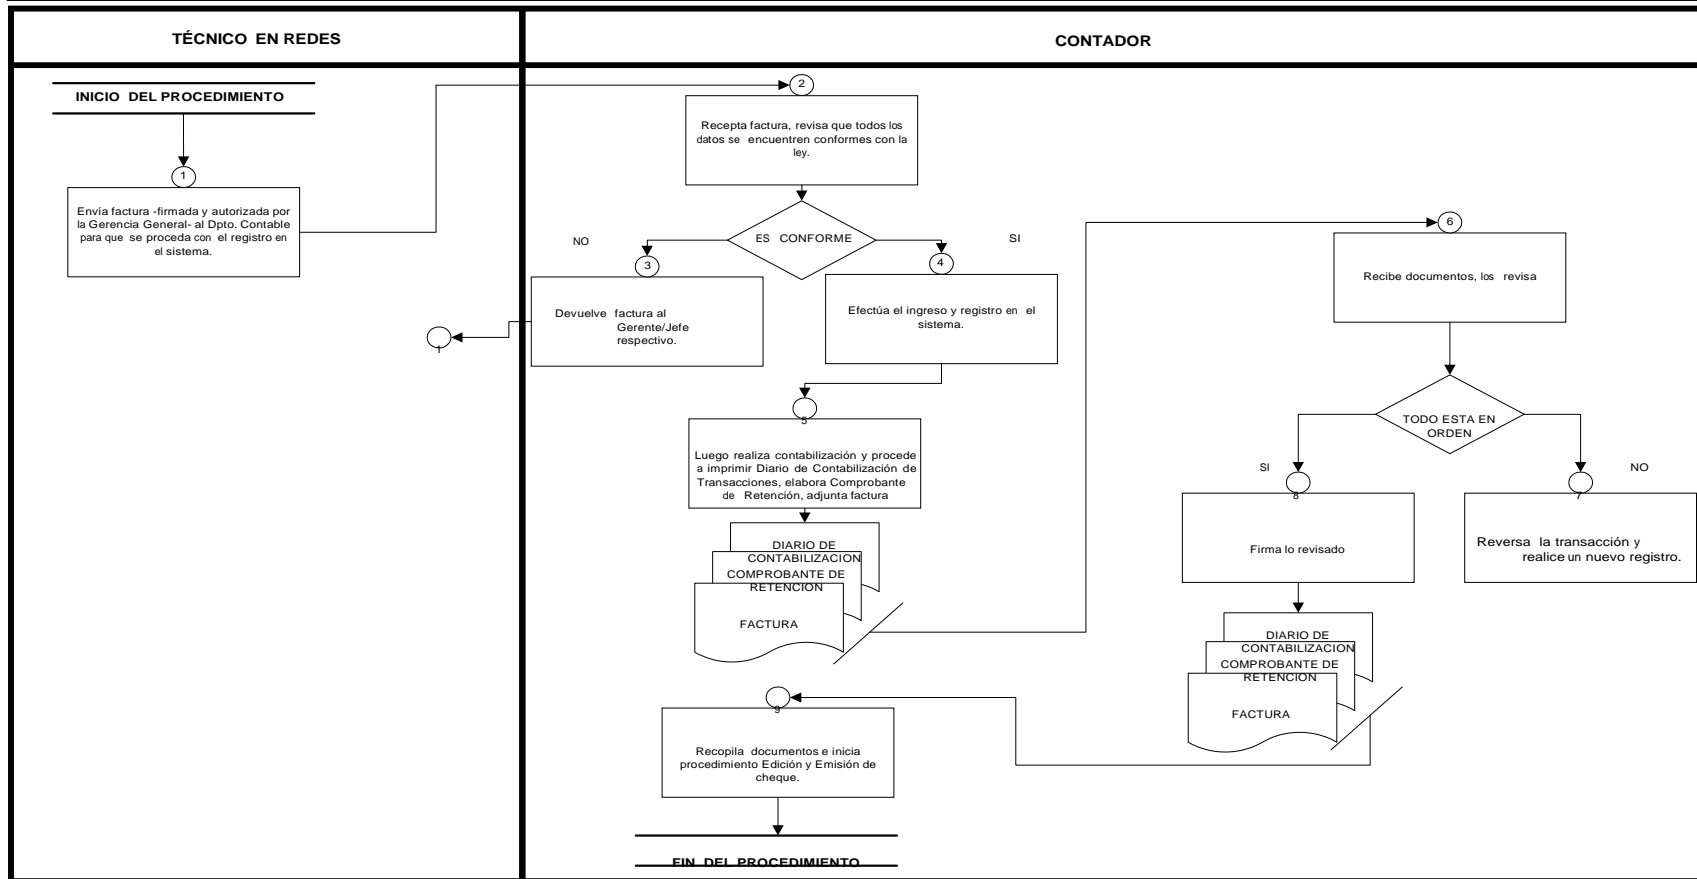 TÉCNICO EN REDES
CONTADOR
INICIO DEL PROCEDIMIENTO
1
Envía factura -firmada y autorizada por
la Gerencia General- al Dpto. Contable
para que se proceda con el registro en
el sistema.
2
Recepta factura, revisa que todos los
datos se encuentren conformes con la
ley.
ES CONFORME
NO
SI
3
Devuelve factura al
Gerente/Jefe
respectivo.
1
4
Efectúa el ingreso y registro en el
sistema.
5
Luego realiza contabilización y procede
a imprimir Diario de Contabilización de
Transacciones, elabora Comprobante
de Retención, adjunta factura
DIARIO DE
CONTABILIZACION
COMPROBANTE DE
RETENCION
FACTURA
6
Recibe documentos, los revisa
TODO ESTA EN
ORDEN
SI
NO
8
Firma lo revisado
7
Reversa la transacción y
realice un nuevo registro.
DIARIO DE
CONTABILIZACION
COMPROBANTE DE
RETENCION
FACTURA
9
Recopila documentos e inicia
procedimiento Edición y Emisión de
cheque.
FIN DEL PROCEDIMIENTO